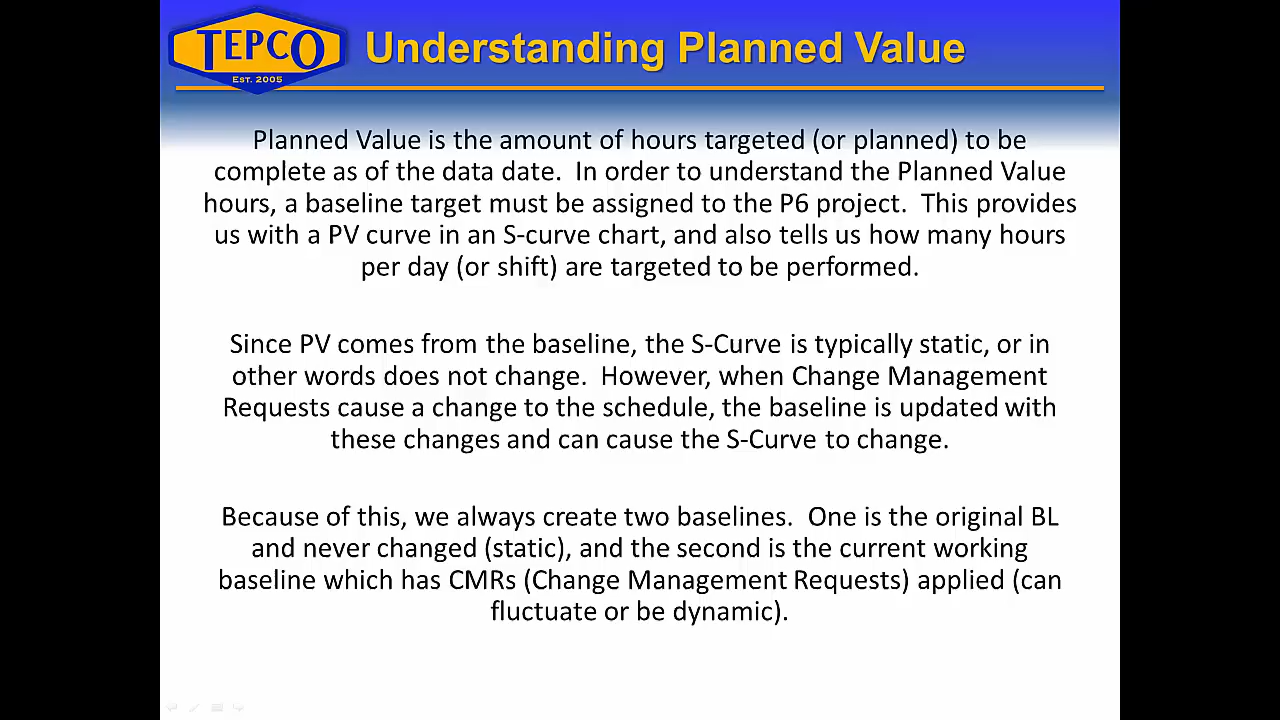 TEPCO
EST. 2005
Understanding Planned Value
Planned Value is the amount of hours targeted (or planned) to be
complete as of the data date.  In order to understand the Planned Value
hours, a baseline target must be assigned to the P6 project.  This provides
us with a PV curve in an S-curve chart, and also tells us how many hours
per day (or shift) are targeted to be performed.
Since PV comes from the baseline, the S-Curve is typically static, or in
other words does not change.  However, when Change Management
Requests cause a change to the schedule, the baseline is updated with
these changes and can cause the S-Curve to change.
Because of this, we always create two baselines.  One is the original BL
and never changed (static), and the second is the current working
baseline which has CMRs (Change Management Requests) applied (can
fluctuate or be dynamic).